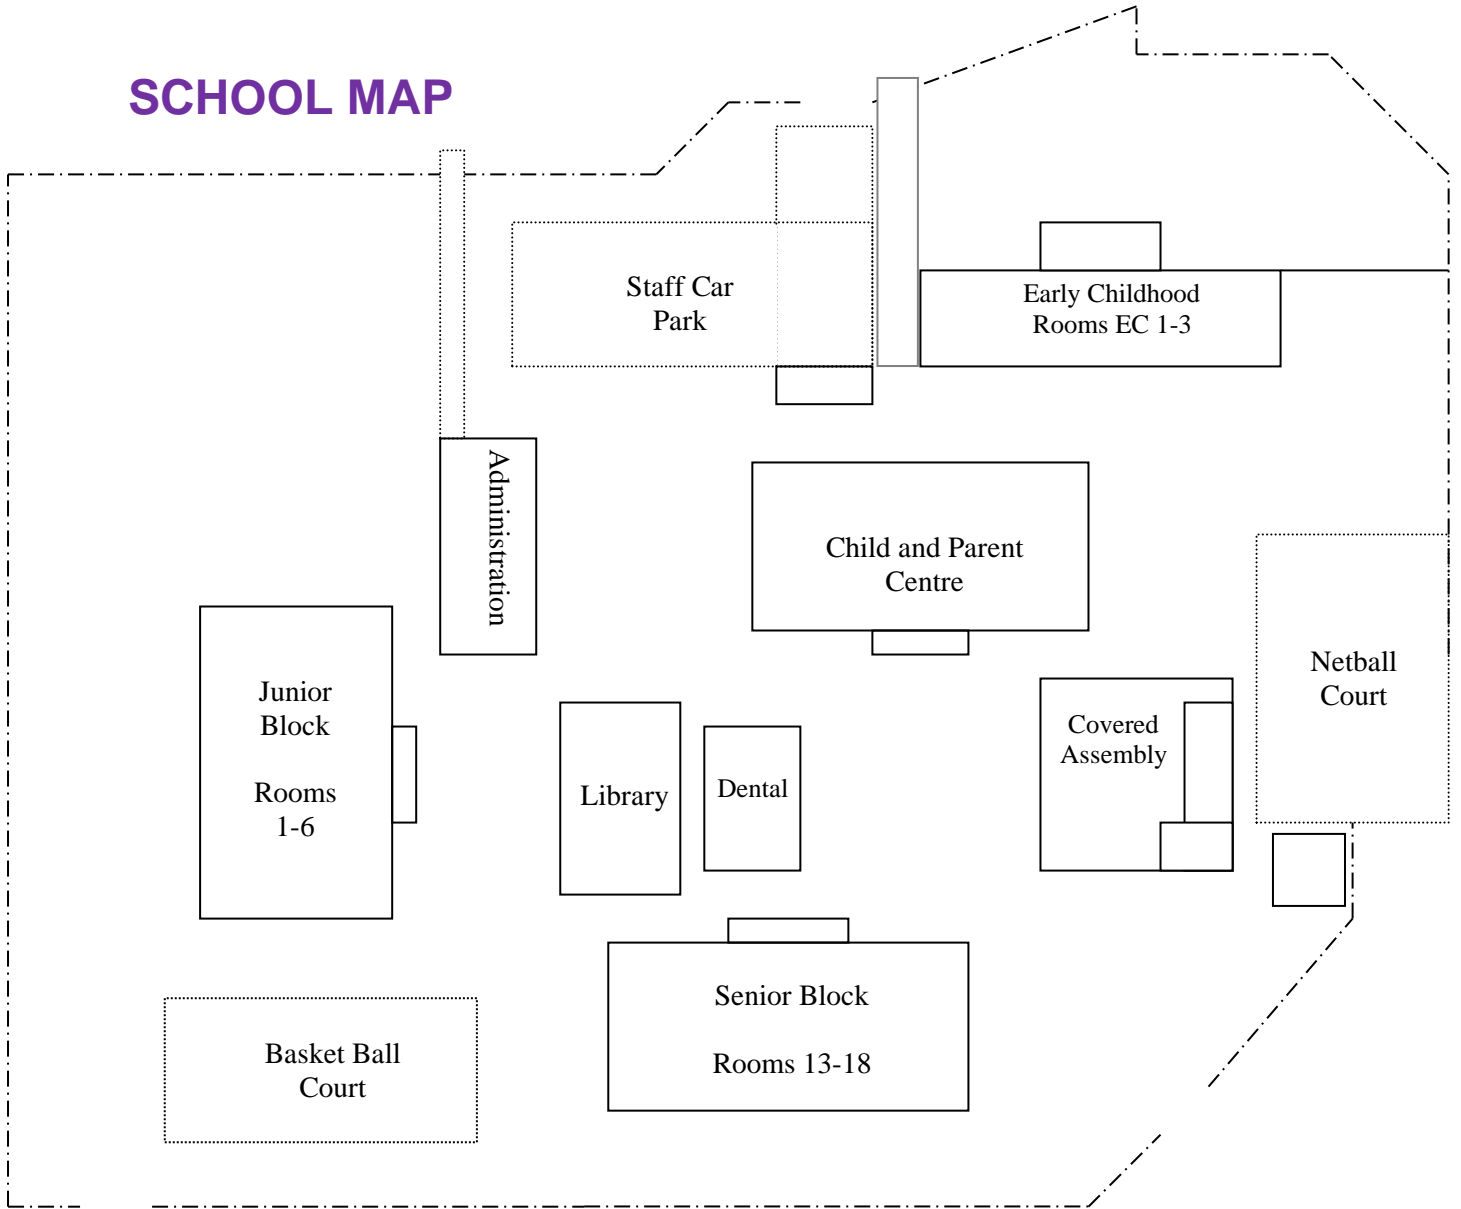 SCHOOL MAP
Staff Car
Park
Early Childhood
Rooms EC 1-3
Administration
Child and Parent
Centre
Netball
Court
Junior
Block
Rooms
1-6
Covered
Assembly
Library
Dental
Senior Block
Rooms 13-18
Basket Ball
Court